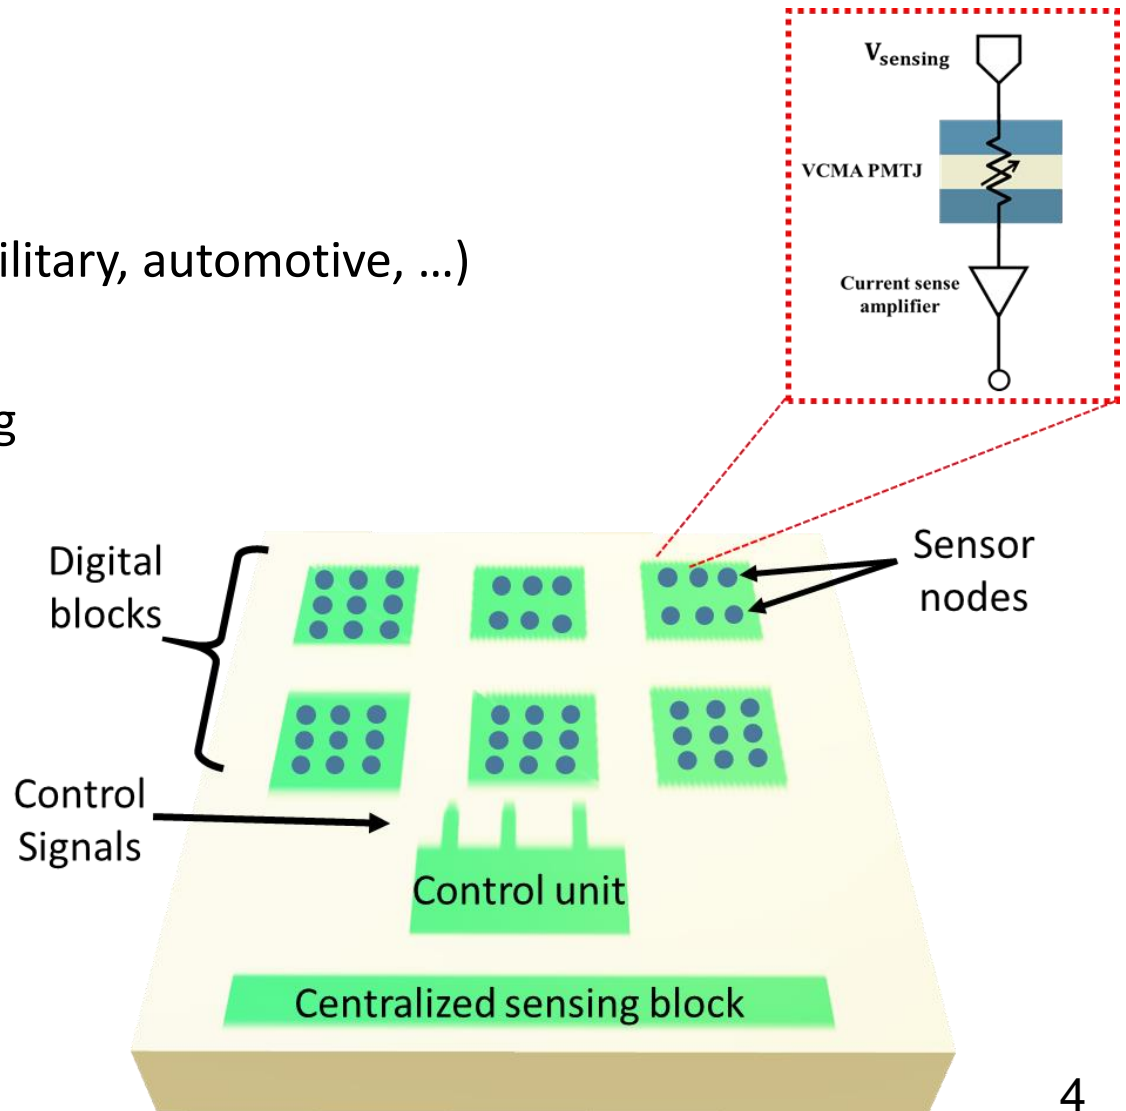 V_sensing
VCMA PMTJ
Current sense
amplifier
ilitary, automotive, …)
g
Digital
blocks
Sensor
nodes
Control
Signals
Control unit
Centralized sensing block
4